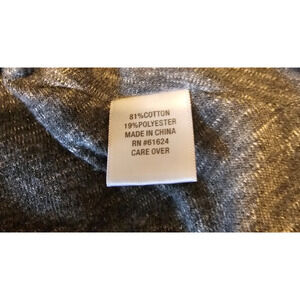 81%COTTON
19%POLYESTER
MADE IN CHINA
RN #61624
CARE OVER